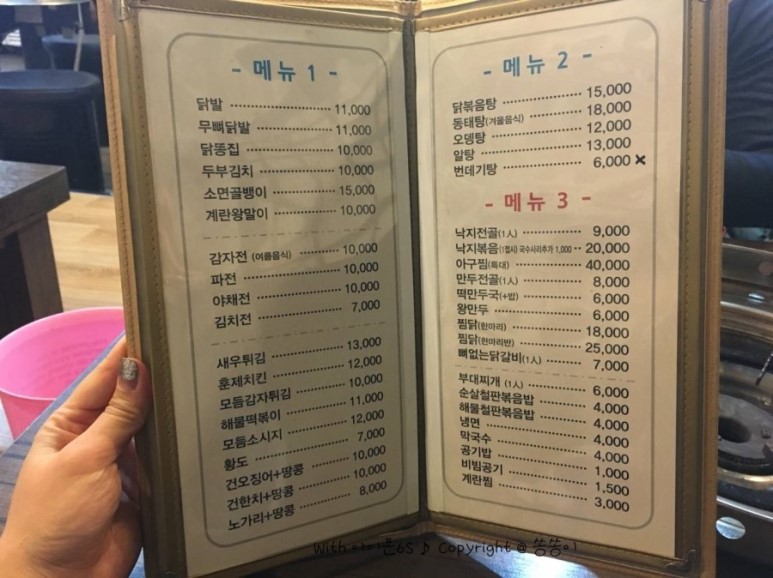 - 메뉴 1 -
닭발 11,000
무뼈닭발 11,000
닭똥집 10,000
두부김치 10,000
소면골뱅이 15,000
계란왕말이 10,000
감자전 (여름음식) 10,000
파전 10,000
야채전 10,000
김치전 7,000
새우튀김 13,000
훈제치킨 12,000
모듬감자튀김 10,000
해물떡볶이 11,000
모듬소시지 12,000
황도 7,000
건오징어+땅콩 10,000
건한치+땅콩 10,000
노가리+땅콩 8,000
- 메뉴 2 -
닭볶음탕 15,000
동태탕(겨울음식) 18,000
오뎅탕 12,000
알탕 13,000
번데기탕 6,000 ×
- 메뉴 3 -
낙지전골(1人) 9,000
낙지볶음(1접시) 국수사리추가 1,000 20,000
아구찜(특대) 40,000
만두전골(1人) 8,000
떡만두국(+밥) 6,000
왕만두 6,000
찜닭(한마리) 18,000
찜닭(한마리반) 25,000
뼈없는닭갈비(1人) 7,000
부대찌개 (1人) 6,000
순살철판볶음밥 4,000
해물철판볶음밥 4,000
냉면 4,000
막국수 4,000
공기밥 1,000
비빔공기 1,500
계란찜 3,000
With 아이폰6S ♪ Copyright @ 쏭쏭이